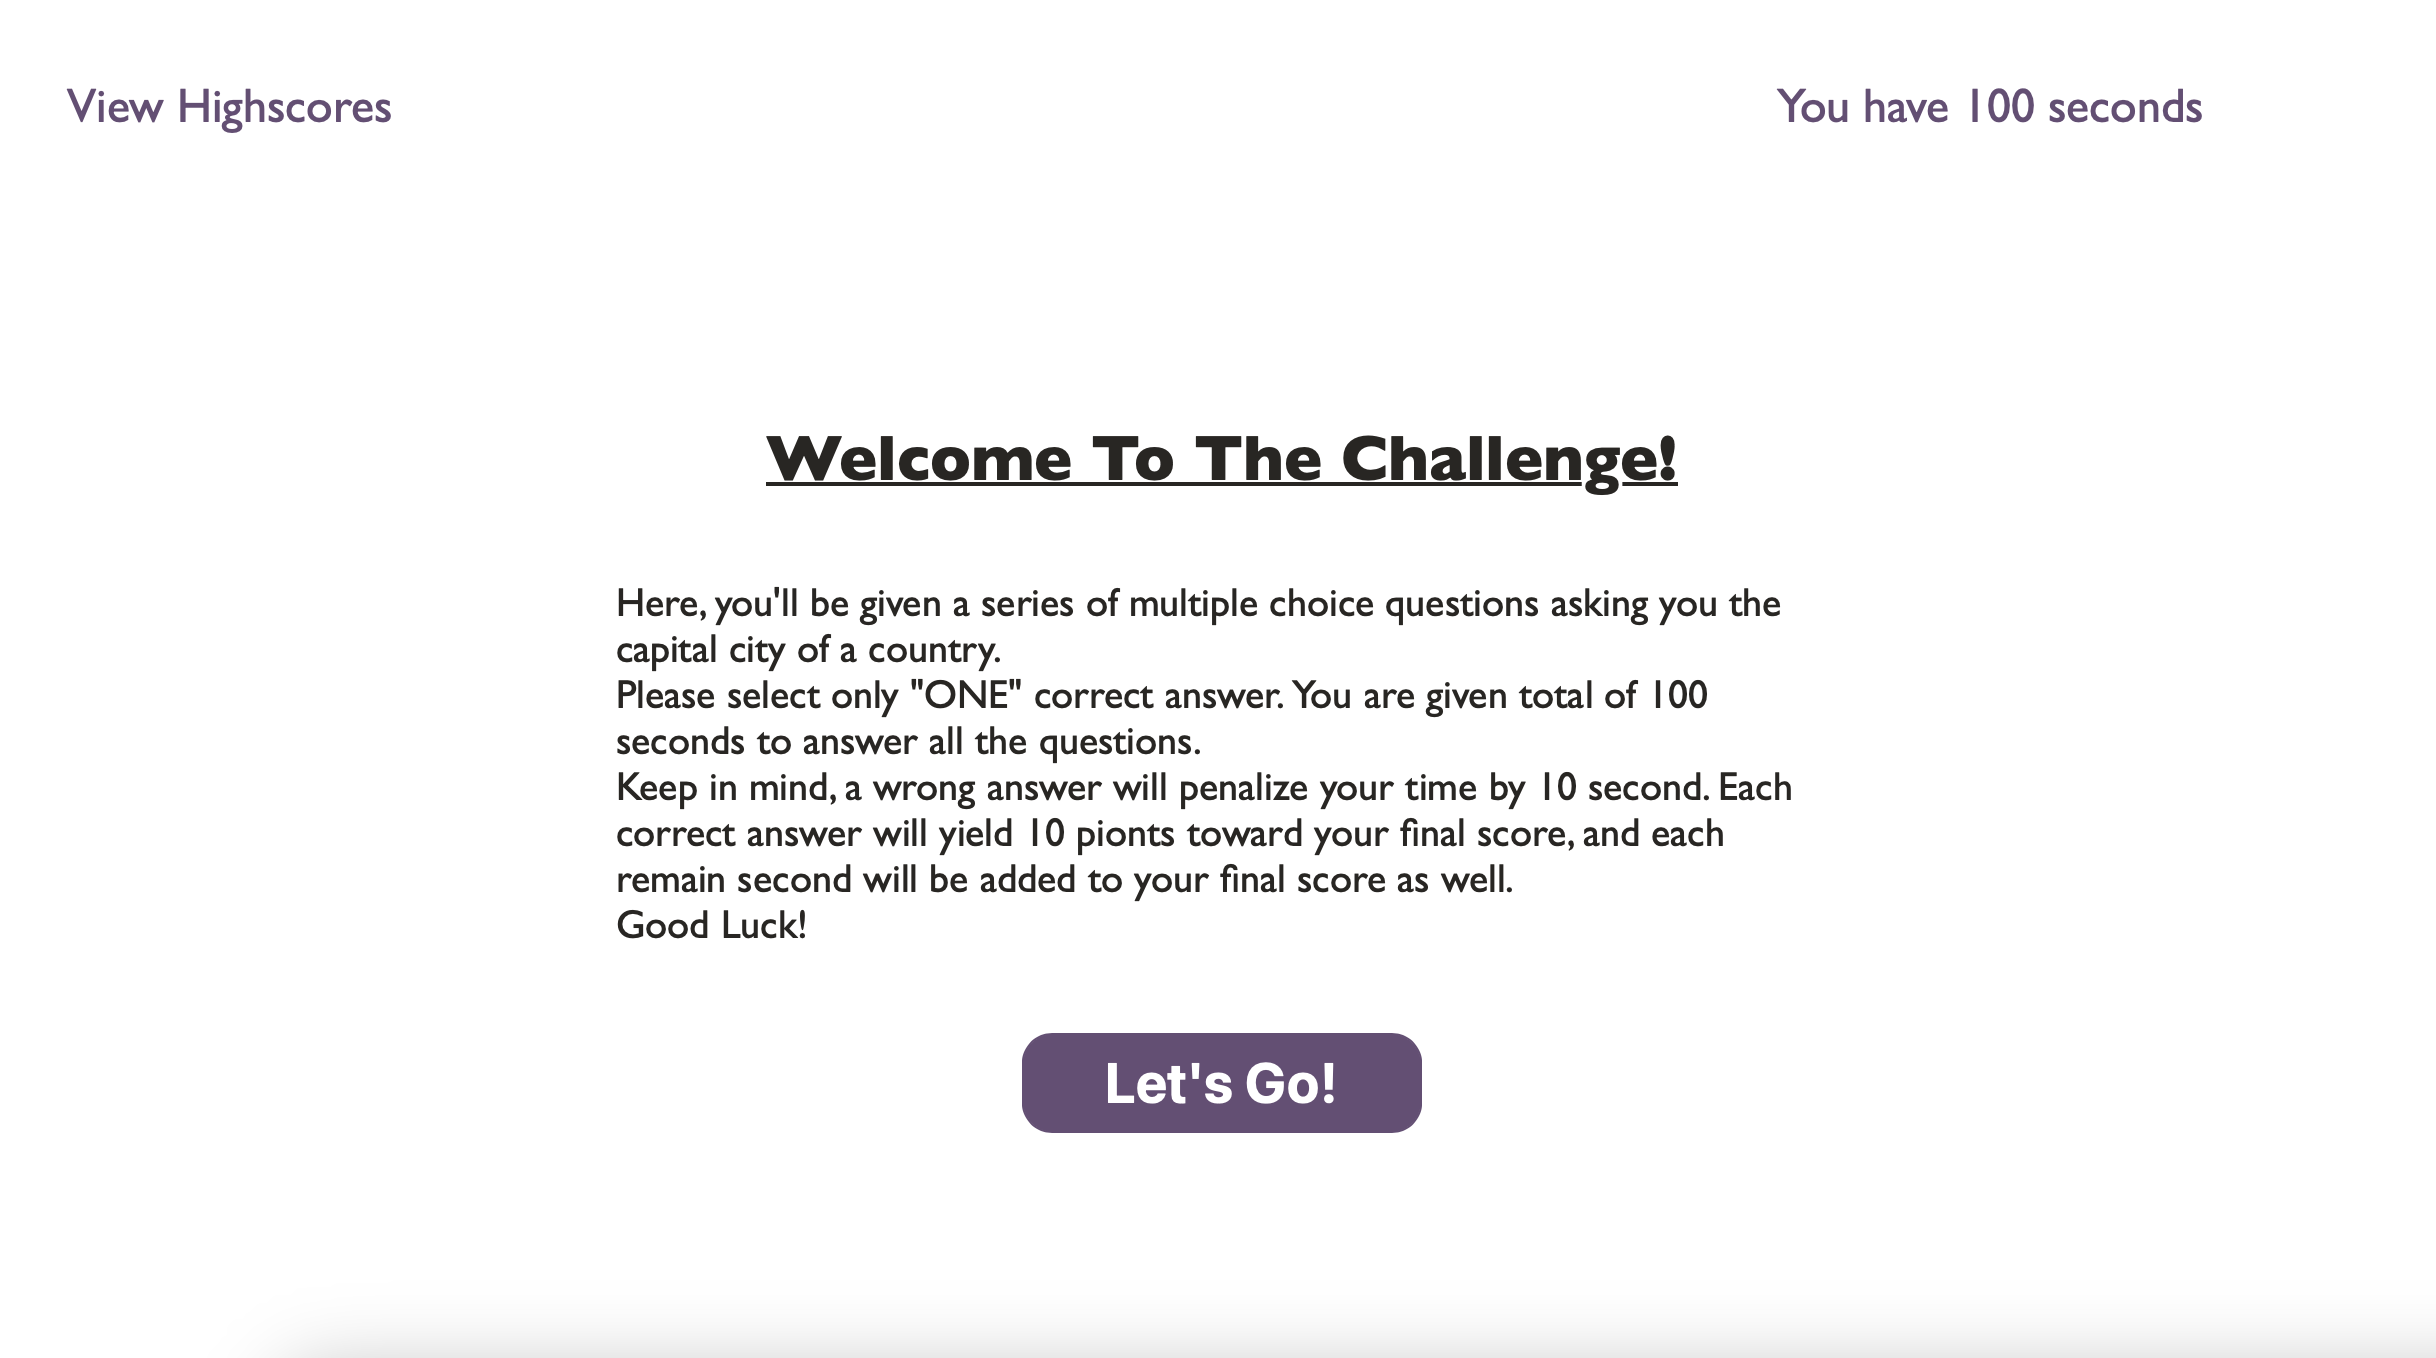 View Highscores
You have 100 seconds
Welcome To The Challenge!
Here, you'll be given a series of multiple choice questions asking you the
capital city of a country.
Please select only "ONE" correct answer. You are given total of 100
seconds to answer all the questions.
Keep in mind, a wrong answer will penalize your time by 10 second. Each
correct answer will yield 10 pionts toward your final score, and each
remain second will be added to your final score as well.
Good Luck!
Let's Go!